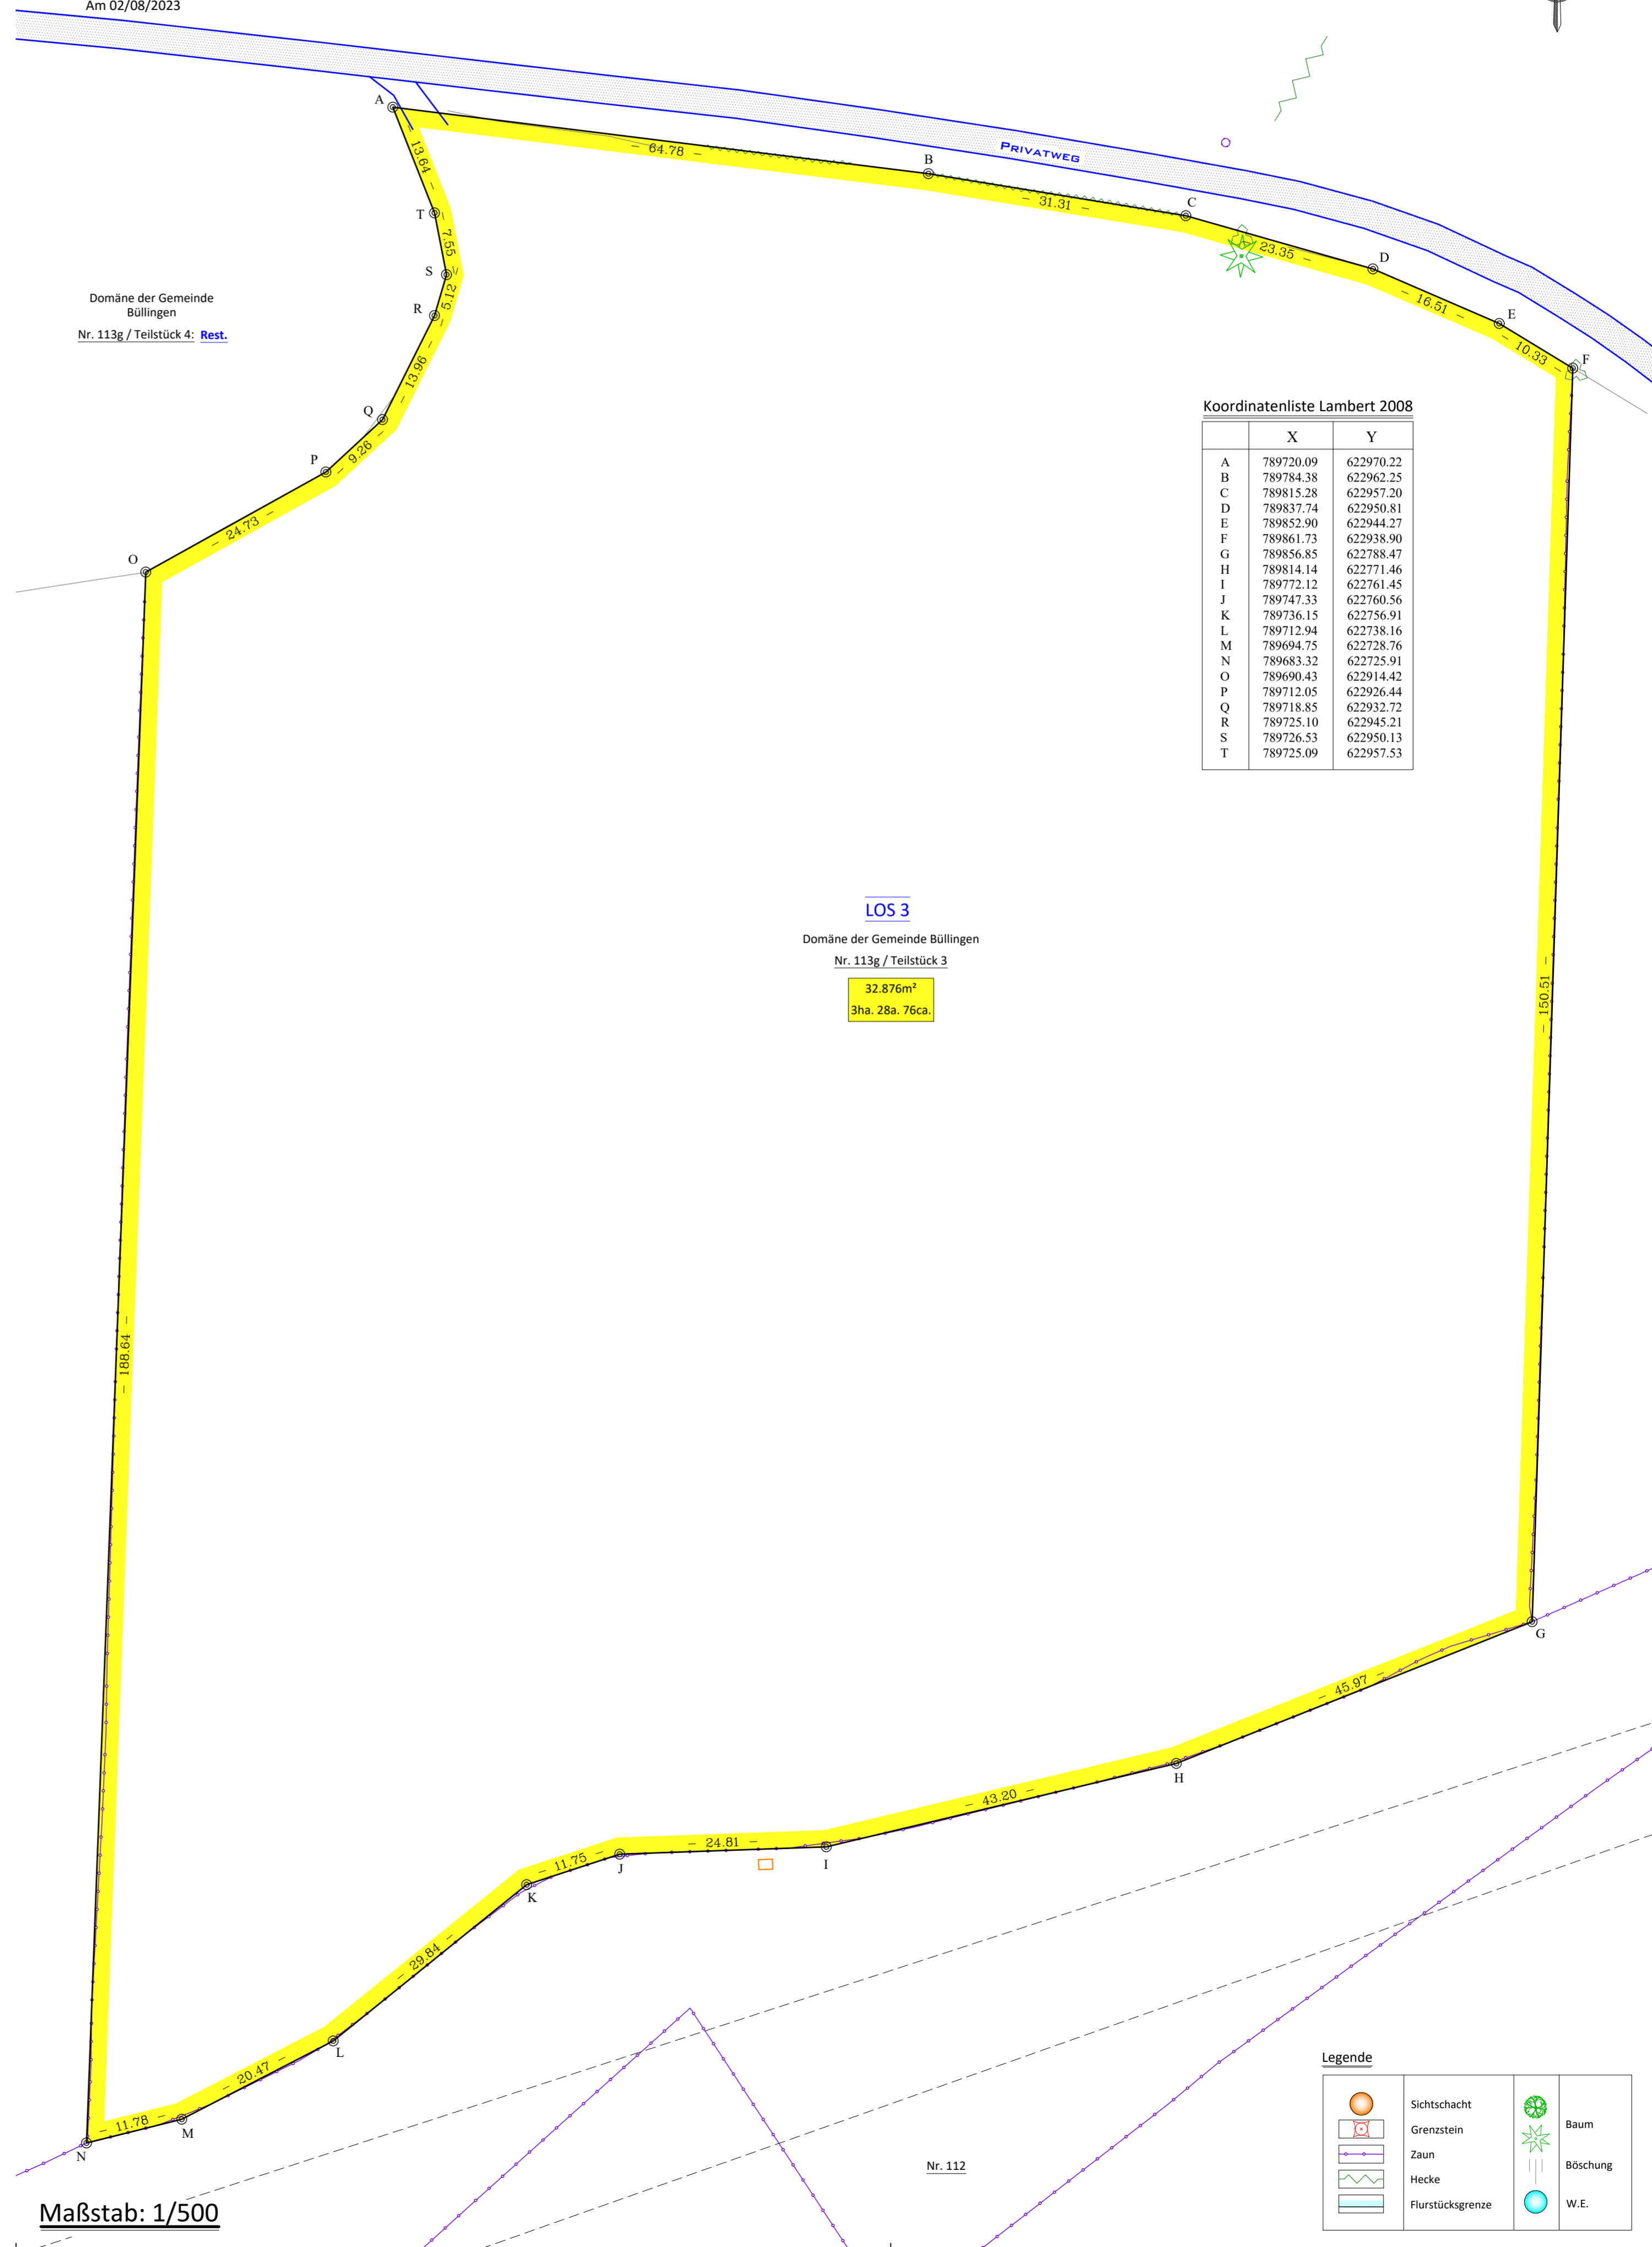 Am 02/08/2023
A
64.78
B
PRIVATWEG
31.31
C
23.35
D
16.51
E
10.33
F
13.64
T
7.55
S
5.12
R
13.96
Q
9.26
P
24.73
O
Domäne der Gemeinde
Büllingen
Nr. 113g / Teilstück 4: Rest.
Koordinatenliste Lambert 2008
X Y
A 789720.09 622970.22
B 789784.38 622962.25
C 789815.28 622957.20
D 789837.74 622950.81
E 789852.90 622944.27
F 789861.73 622938.90
G 789856.85 622788.47
H 789814.14 622771.46
I 789772.12 622761.45
J 789747.33 622760.56
K 789736.15 622756.91
L 789712.94 622738.16
M 789694.75 622728.76
N 789683.32 622725.91
O 789690.43 622914.42
P 789712.05 622926.44
Q 789718.85 622932.72
R 789725.10 622945.21
S 789726.53 622950.13
T 789725.09 622957.53
LOS 3
Domäne der Gemeinde Büllingen
Nr. 113g / Teilstück 3
32.876m²
3ha. 28a. 76ca.
150.51
188.64
G
45.97
H
43.20
I
24.81
J
11.75
K
29.84
L
20.47
M
11.78
N
Nr. 112
Maßstab: 1/500
Legende
Sichtschacht
Grenzstein
Zaun
Hecke
Flurstücksgrenze
Baum
Böschung
W.E.